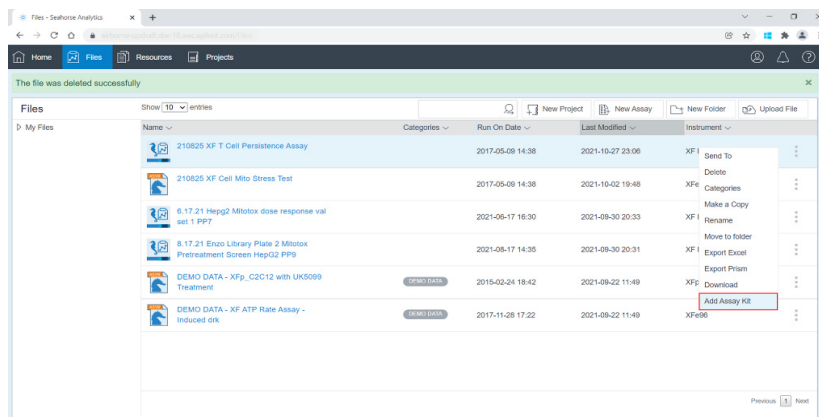 Files - Seahorse Analytics
Home Files Resources Projects
The file was deleted successfully
Files
Show 10 entries
New Project New Assay New Folder Upload File
My Files
Name Categories Run On Date Last Modified Instrument
210825 XF T Cell Persistence Assay
2017-05-09 14:38 2021-10-27 23:06 XF
210825 XF Cell Mito Stress Test
2017-05-09 14:38 2021-10-02 19:48 XFe
6.17.21 Hepg2 Mitotox dose response val
set 1 PP7
2021-06-17 16:30 2021-09-30 20:33 XF
8.17.21 Enzo Library Plate 2 Mitotox
Pretreatment Screen HepG2 PP9
2021-08-17 14:35 2021-09-30 20:31 XF
DEMO DATA - XFp_C2C12 with UK5099
Treatment
DEMO DATA 2015-02-24 18:42 2021-09-22 11:49 XFp
DEMO DATA - XF ATP Rate Assay -
Induced drk
DEMO DATA 2017-11-28 17:22 2021-09-22 11:49 XFe96
Send To
Delete
Categories
Make a Copy
Rename
Move to folder
Export Excel
Export Prism
Download
Add Assay Kit
Previous 1 Next